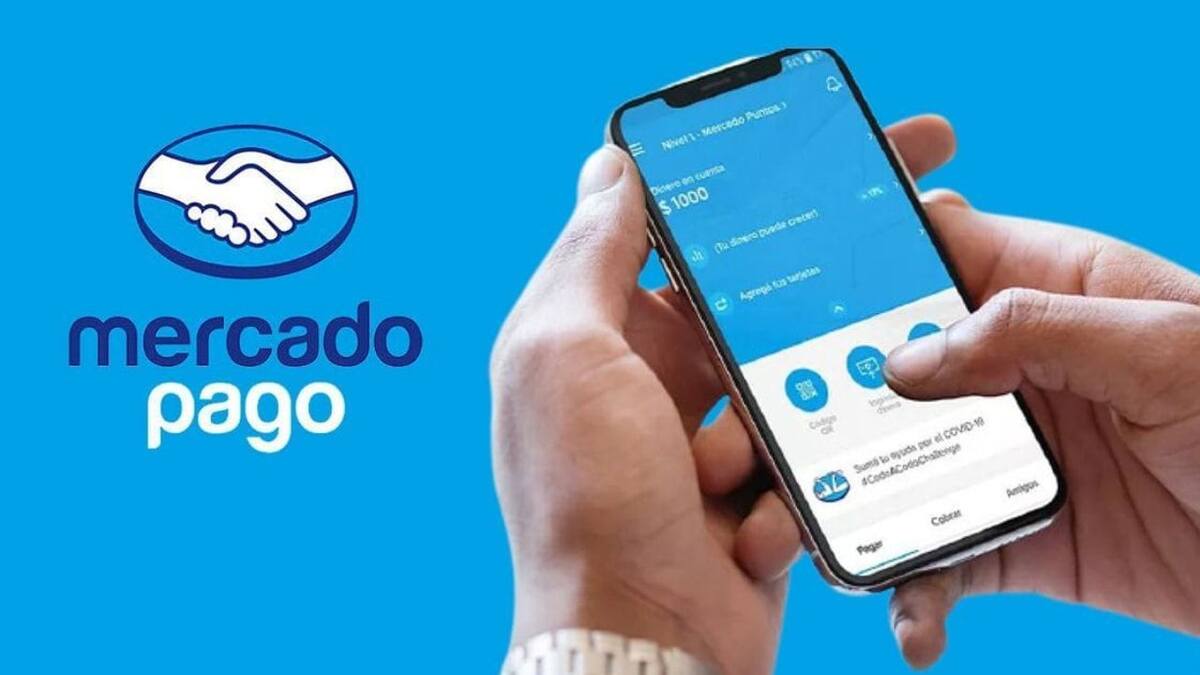 mercado
pago
Nivel 1 - Mercado Puntos
Dinero en cuenta
$ 1000
¡Tu dinero puede crecer!
Agregá tus tarjetas
Código
QR
dinero
Sumá tu ayuda por el COVID-19
#CodoACodoChallenge
Pagar
Cobrar
Amigos